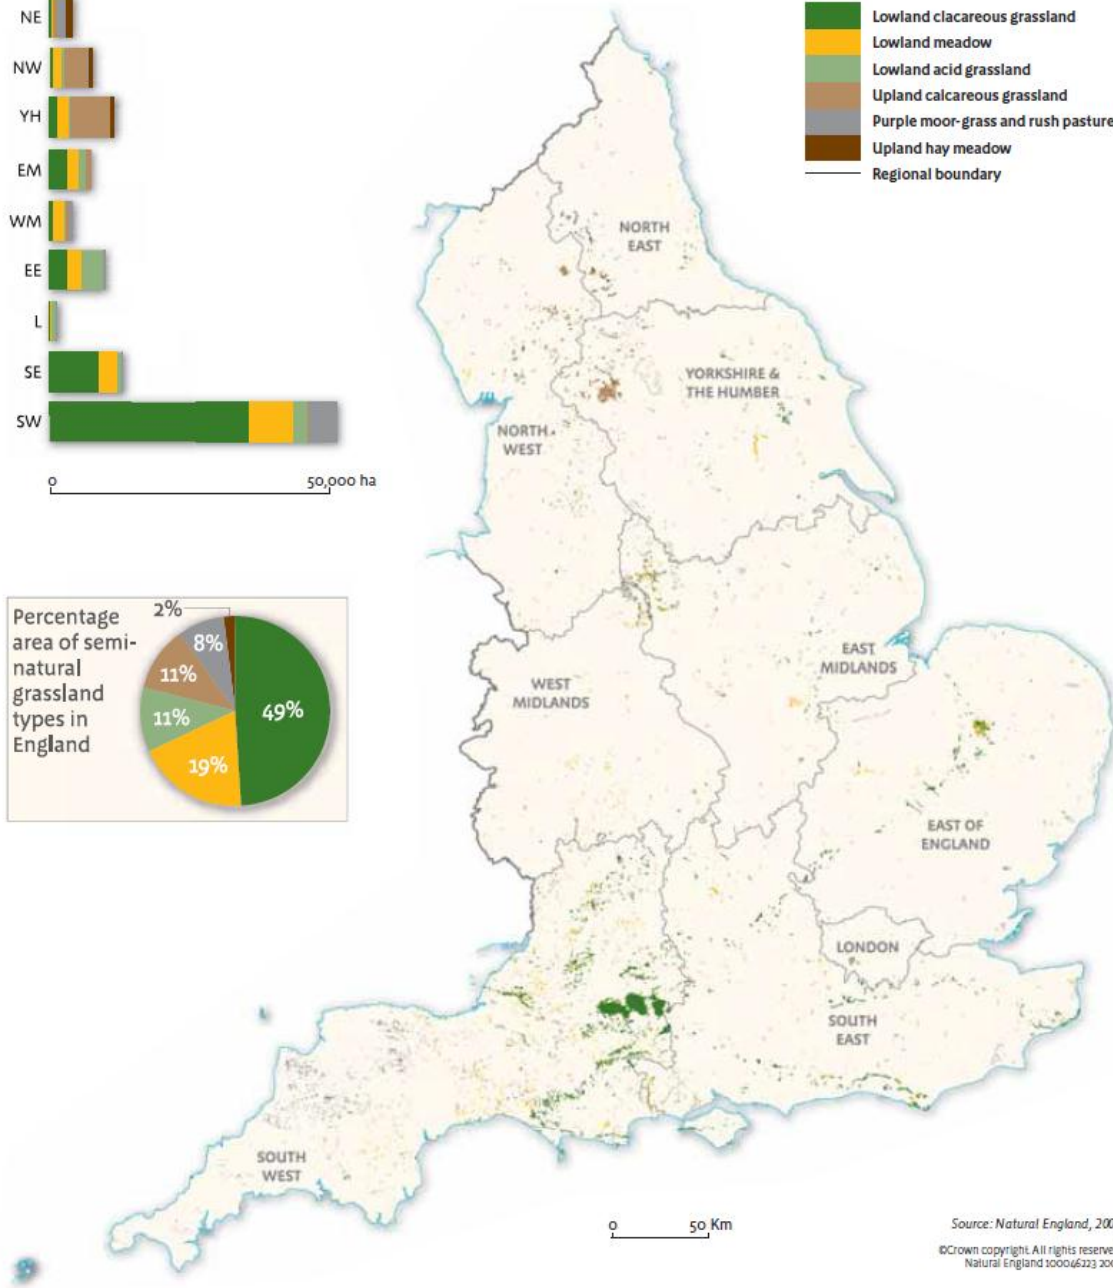 NE
NW
YH
EM
WM
EE
L
SE
SW
0 50,000 ha
Percentage
area of semi-
natural
grassland
types in
England
2%
8%
11%
11%
19%
49%
Lowland clacareous grassland
Lowland meadow
Lowland acid grassland
Upland calcareous grassland
Purple moor-grass and rush pasture
Upland hay meadow
Regional boundary
NORTH
EAST
YORKSHIRE &
THE HUMBER
NORTH
WEST
EAST
MIDLANDS
WEST
MIDLANDS
EAST OF
ENGLAND
LONDON
SOUTH
EAST
SOUTH
WEST
0 50 Km
Source: Natural England,
©Crown copyright. All rights
Natural England 100046223